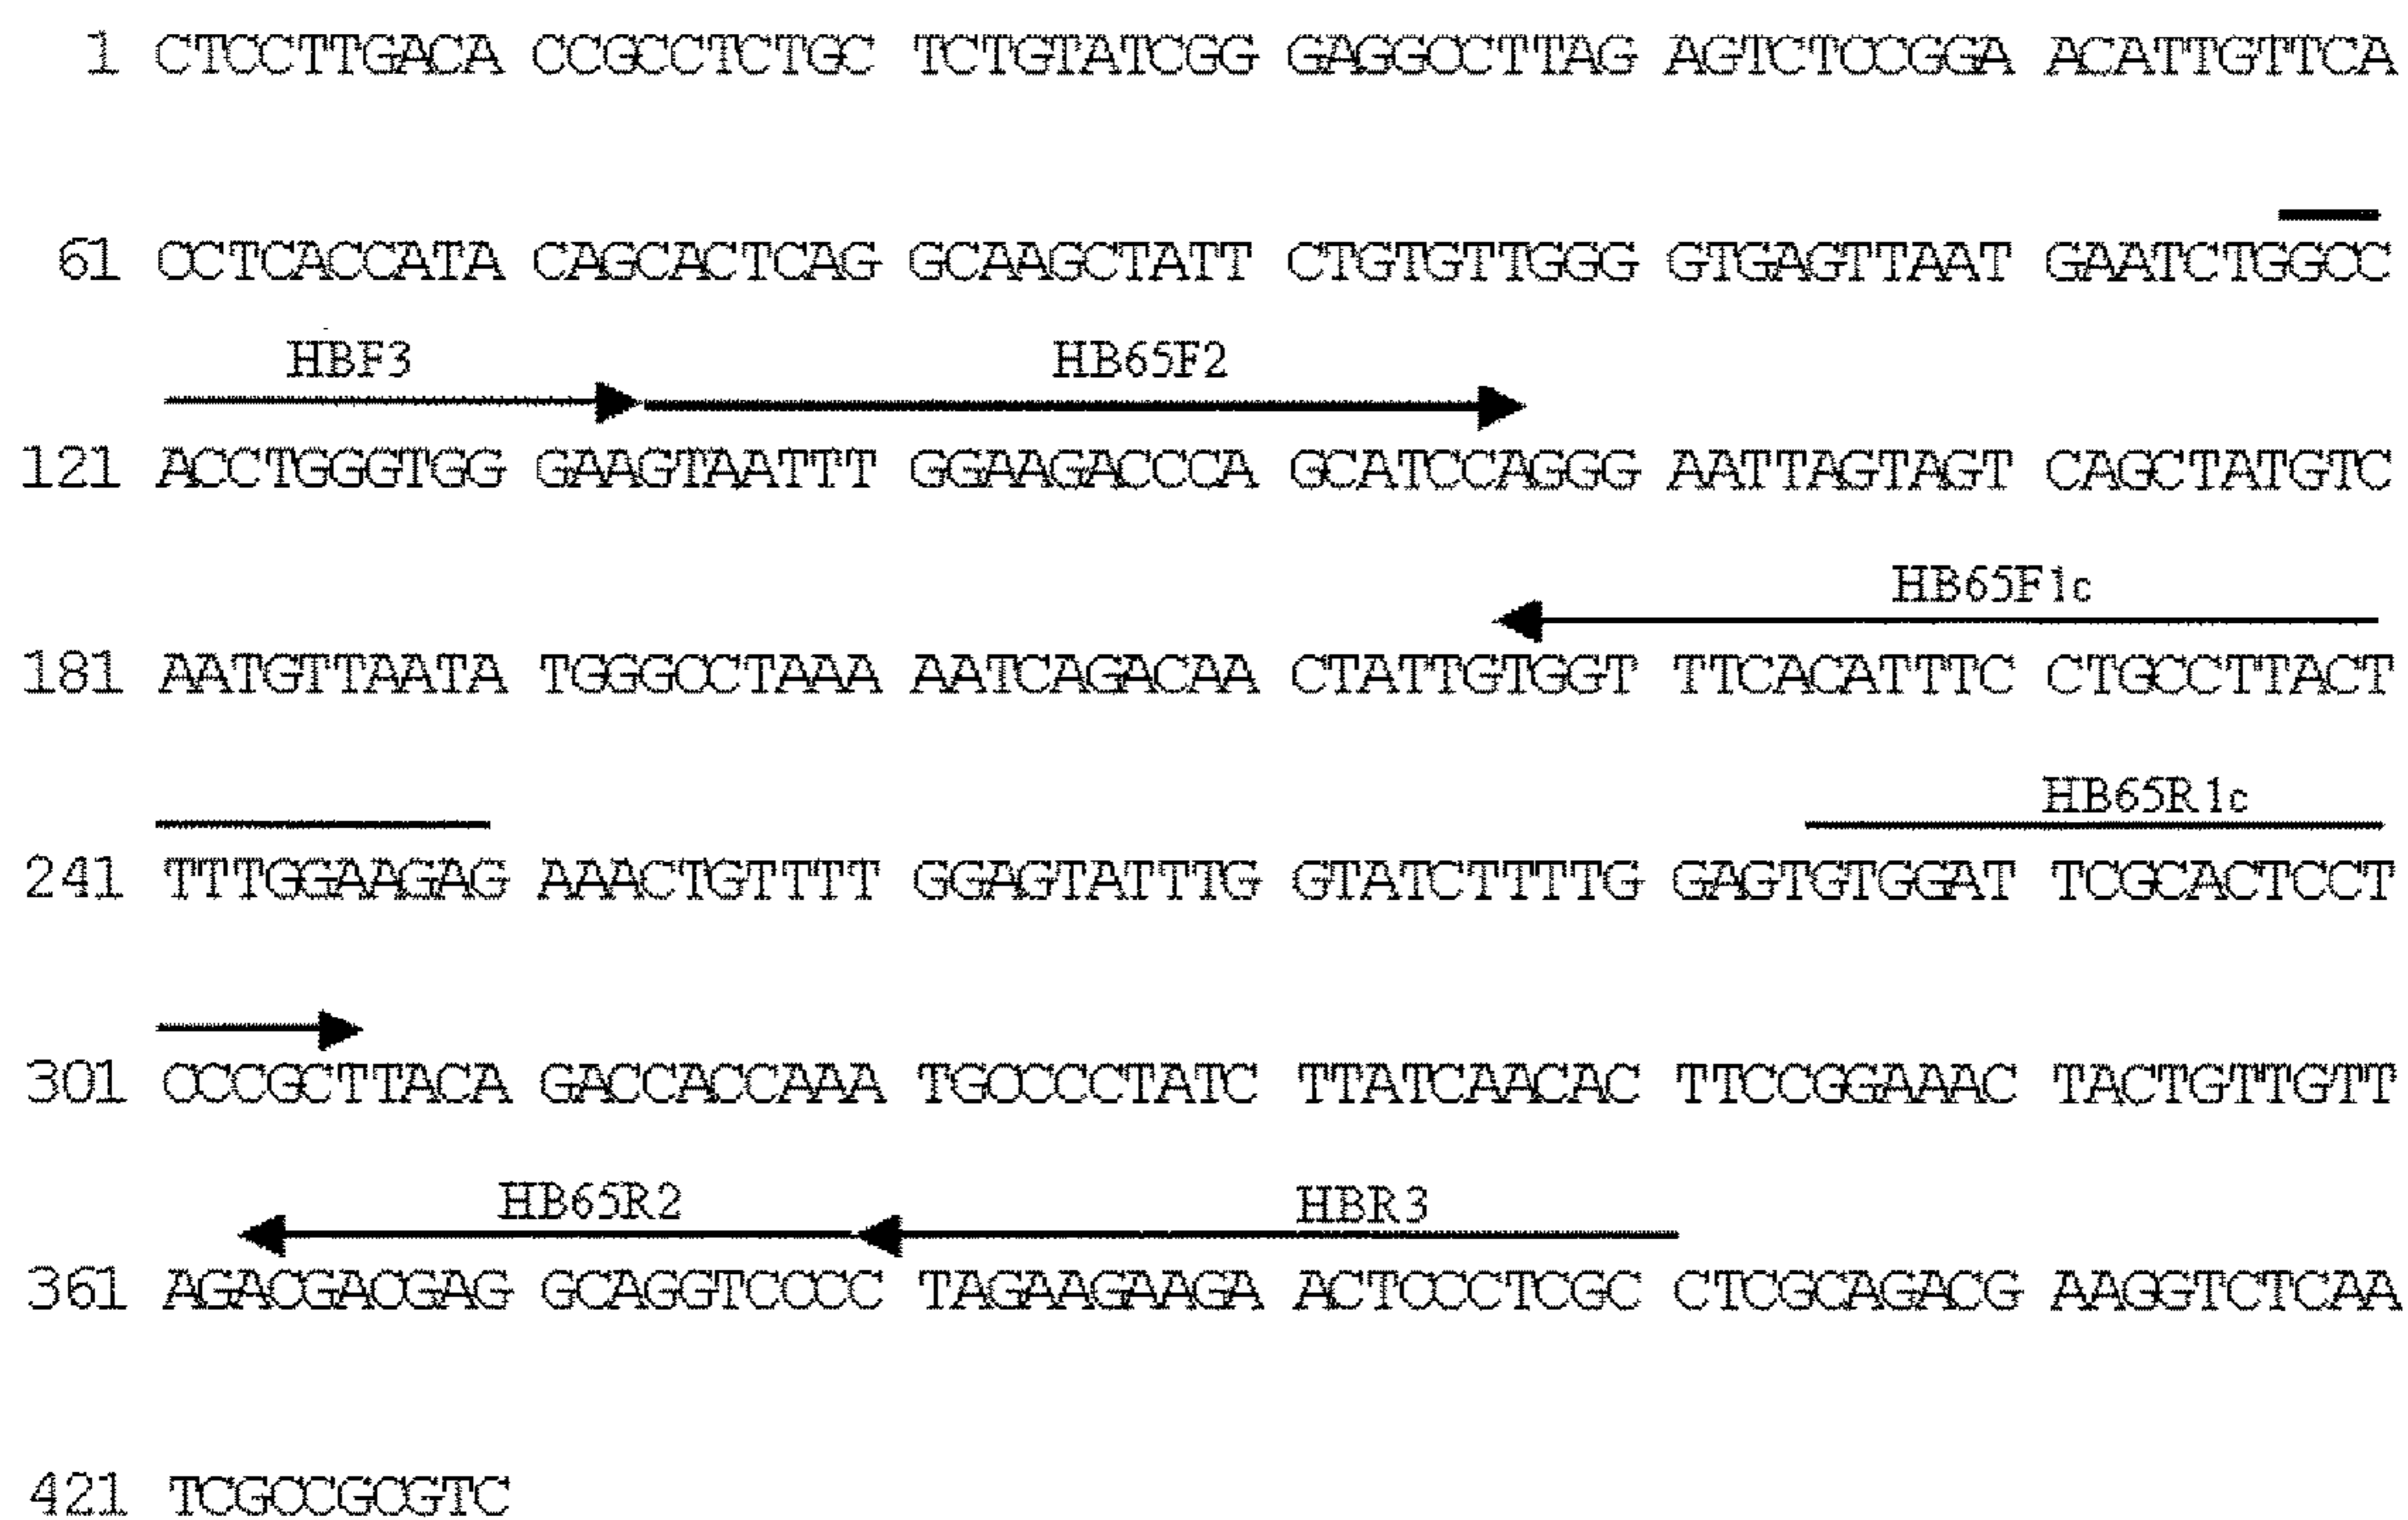 1 CTCCTTGACA CCGCCTCTGC TCTGTATCGG GAGGCCTTAG AGTCTCCGGA ACATTGTTCA
61 CCTCACCATA CAGCACTCAG GCAAGCTATT CTGTGTTGGG GTGAGTTAAT GAATCTGGCC
HBF3 HB65F2
121 ACCTGGGTGG GAAGTAATTT GGAAGACCCA GCATCCAGGG AATTAGTAGT CAGCTATGTC
HB65F1c
181 AATGTTAATA TGGGCCTAAA AATCAGACAA CTATTGTGGT TTCACATTTC CTGCCTTACT
HB65R1c
241 TTTGGAAGAG AAACTGTTTT GGAGTATTTG GTATCTTTTG GAGTGTGGAT TCGCACTCCT
301 CCCGCTTACA GACCACCAAA TGCCCCTATC TTATCAACAC TTCCGGAAAC TACTGTTGTT
HB65R2 HBR3
361 AGACGACGAG GCAGGTCCCC TAGAAGAAGA ACTCCCTCGC CTCGCAGACG AAGGTCTCAA
421 TCGCCGCGTC